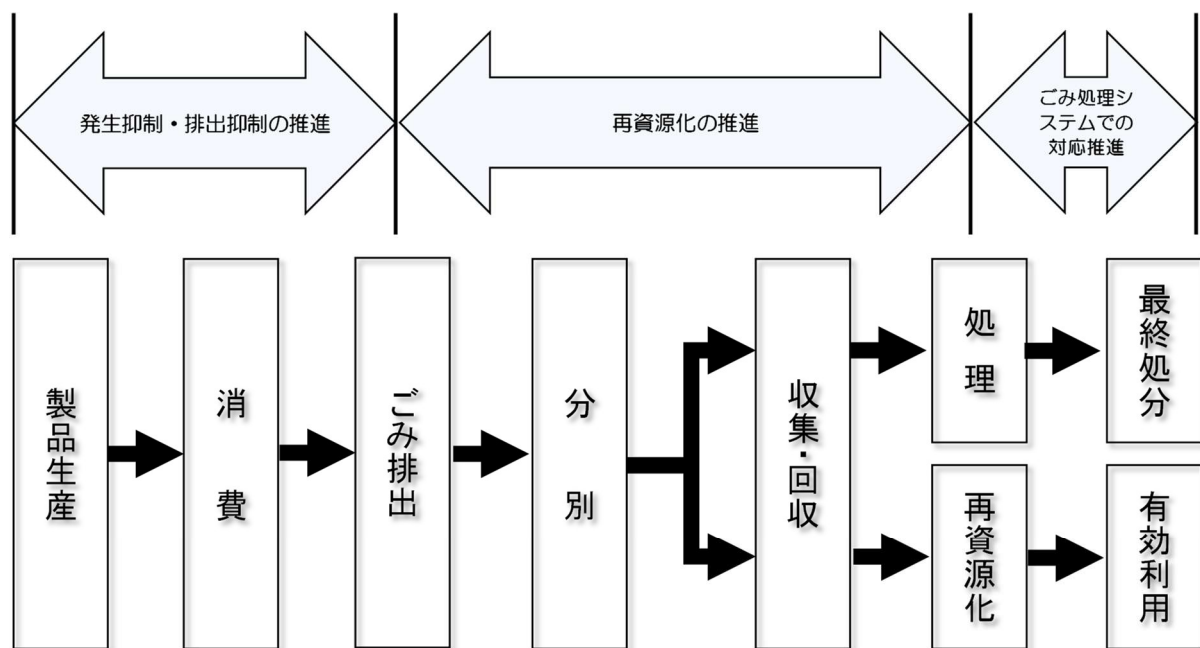 発生抑制・排出抑制の推進
再資源化の推進
ごみ処理シ
ステムでの
対応推進
製品生産
消費
ごみ排出
分別
収集・回収
処理
最終処分
再資源化
有効利用